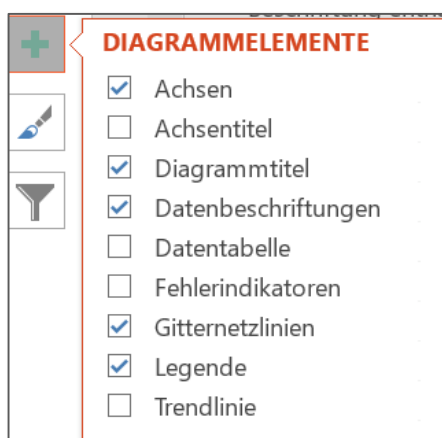 DIAGRAMMELEMENTE
Achsen
Achsentitel
Diagrammtitel
Datenbeschriftungen
Datentabelle
Fehlerindikatoren
Gitternetzlinien
Legende
Trendlinie